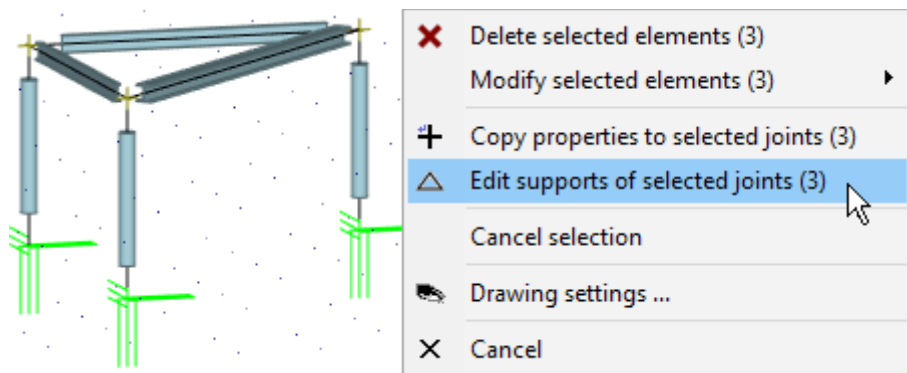 Delete selected elements (3)
Modify selected elements (3)
Copy properties to selected joints (3)
Edit supports of selected joints (3)
Cancel selection
Drawing settings ...
Cancel